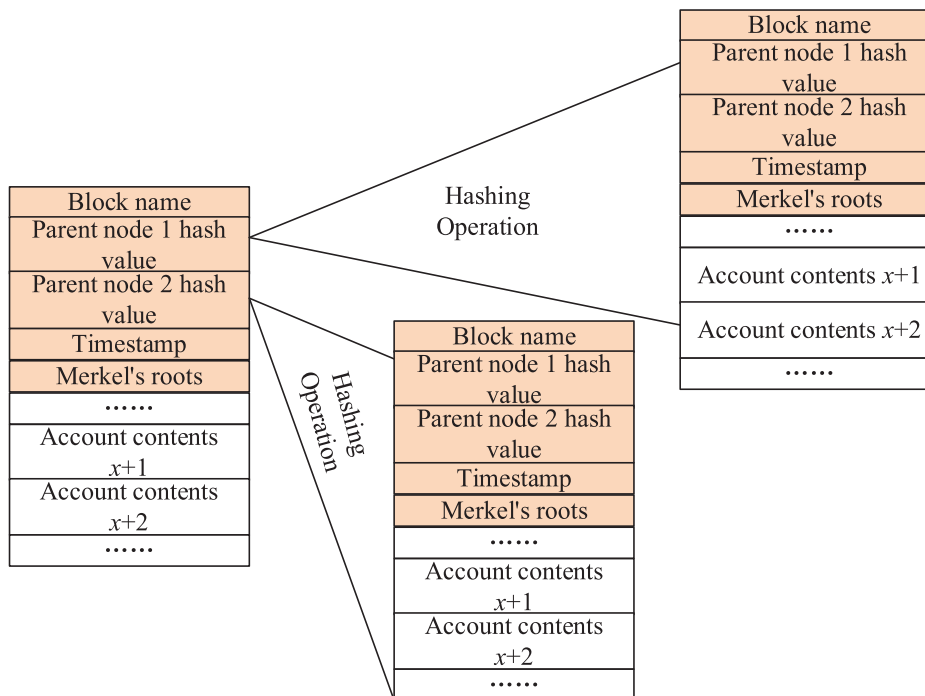 Block name
Parent node 1 hash
value
Parent node 2 hash
value
Timestamp
Merkel's roots
......
Account contents
x+1
Account contents
x+2
......
Hashing
Operation
Hashing
Operation
Block name
Parent node 1 hash
value
Parent node 2 hash
value
Timestamp
Merkel's roots
......
Account contents
x+1
Account contents
x+2
......
Block name
Parent node 1 hash
value
Parent node 2 hash
value
Timestamp
Merkel's roots
......
Account contents x+1
Account contents x+2
......